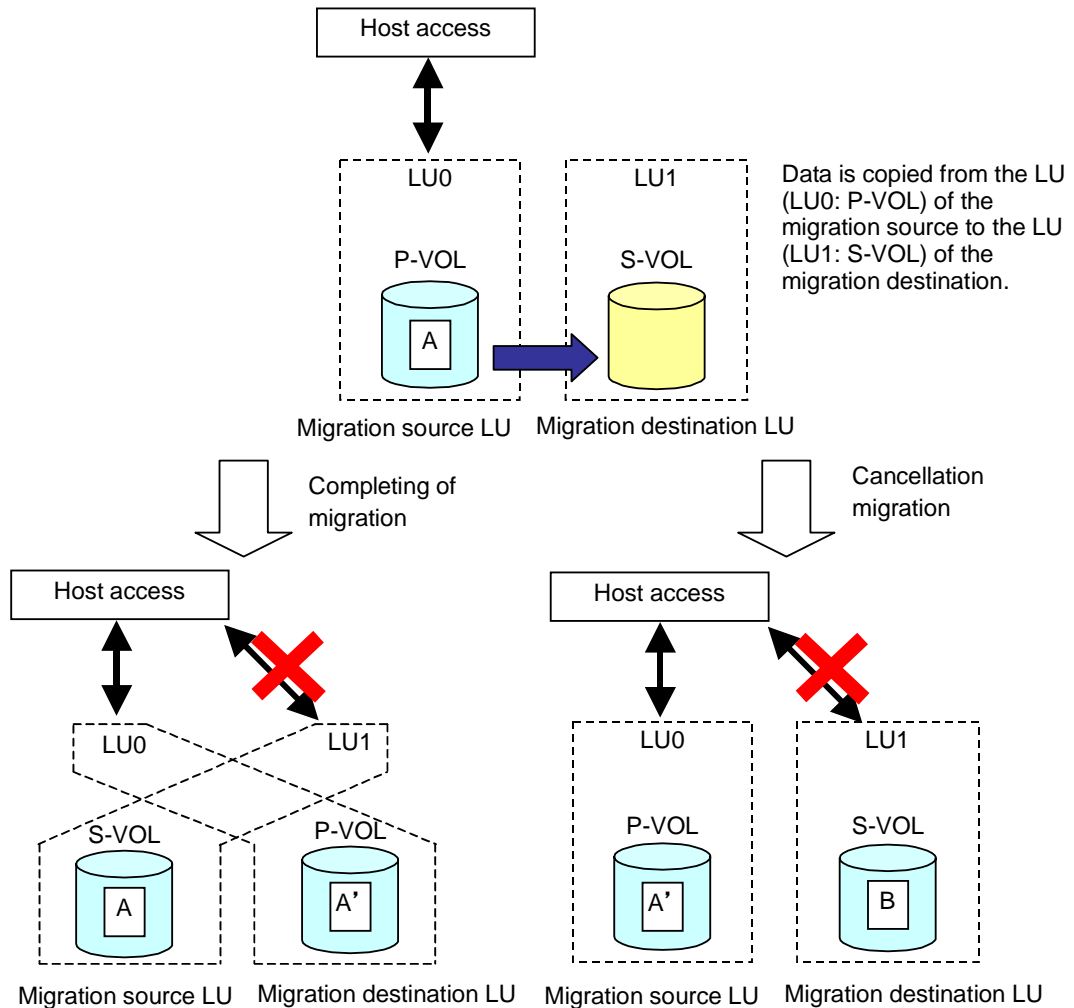 Host access
LU0
LU1
Data is copied from the LU
(LU0: P-VOL) of the
migration source to the LU
(LU1: S-VOL) of the
migration destination.
P-VOL
S-VOL
A
Migration source LU
Migration destination LU
Completing of
migration
Cancellation
migration
Host access
LU0
LU1
S-VOL
P-VOL
A
A'
Migration source LU
Migration destination LU
Host access
LU0
LU1
P-VOL
S-VOL
A'
B
Migration source LU
Migration destination LU